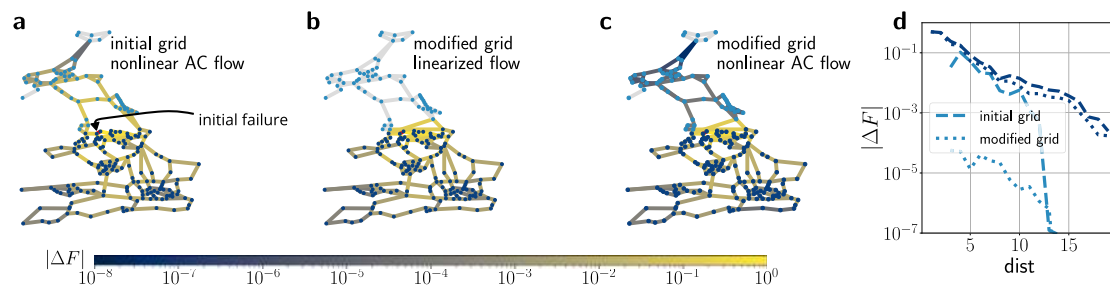 a
initial grid
nonlinear AC flow
initial failure
b
modified grid
linearized flow
c
modified grid
nonlinear AC flow
d
|ΔF|
10⁻¹
10⁻³
10⁻⁵
10⁻⁷
initial grid
modified grid
5 10 15
dist
|ΔF|
10⁻⁸ 10⁻⁷ 10⁻⁶ 10⁻⁵ 10⁻⁴ 10⁻³ 10⁻² 10⁻¹ 10⁰